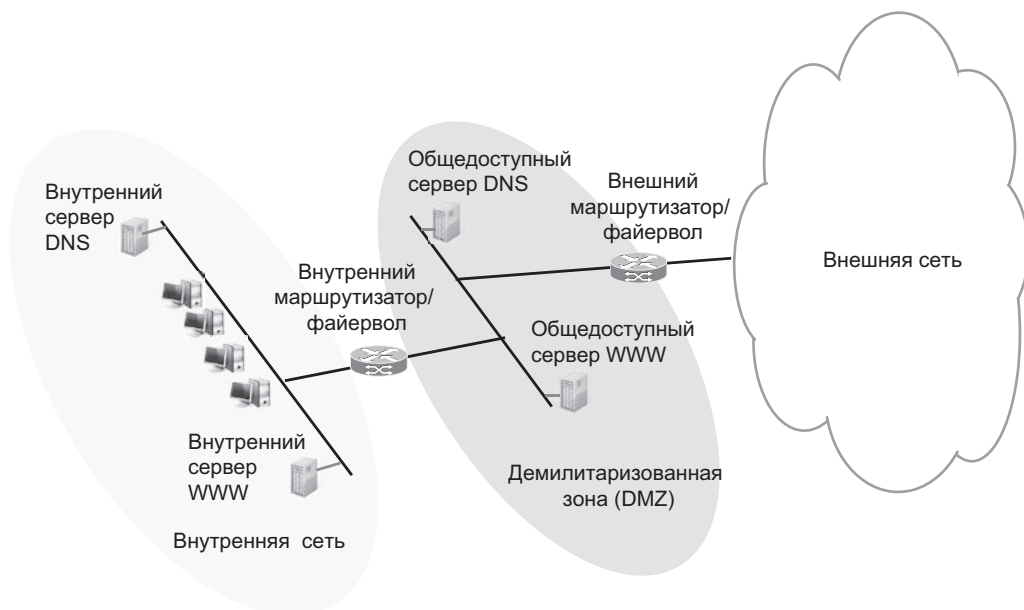 Внутренний
сервер
DNS
Внутренний
маршрутизатор/
файервол
Внутренний
сервер
WWW
Внутренняя сеть
Общедоступный
сервер DNS
Внешний
маршрутизатор/
файервол
Общедоступный
сервер WWW
Демилитаризованная
зона (DMZ)
Внешняя сеть